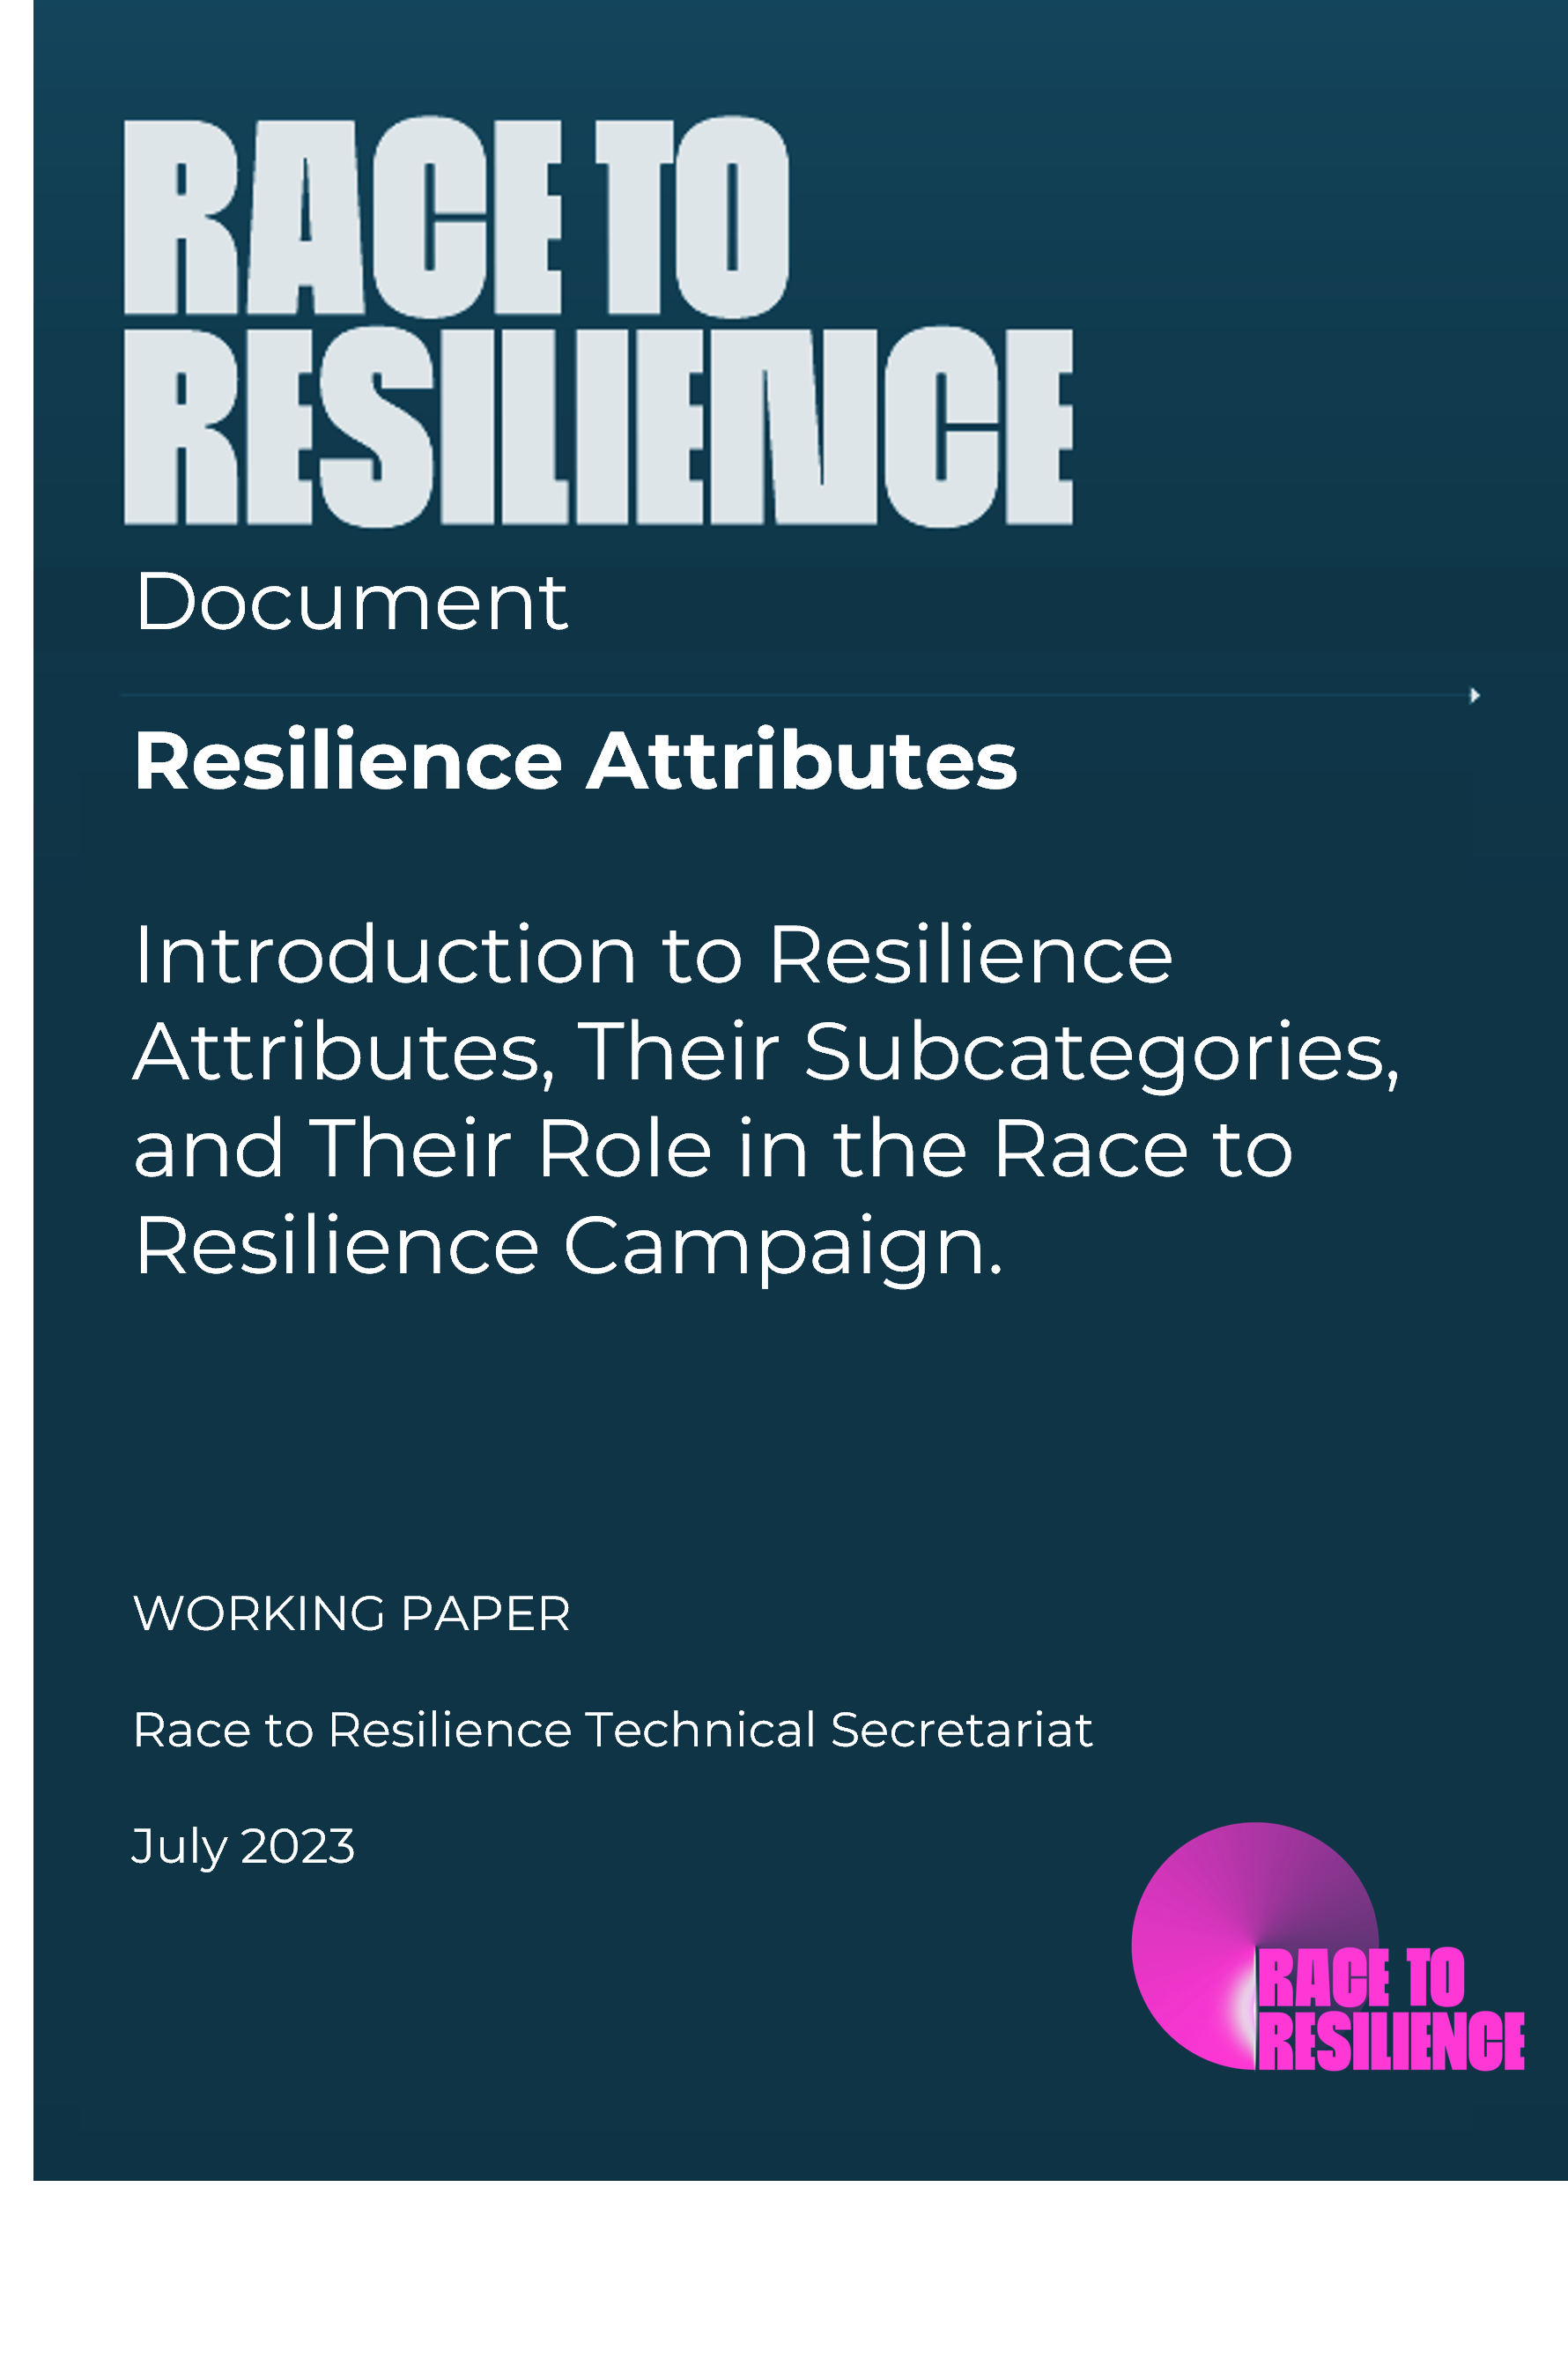 RACE TO
RESILIENCE
Document
Resilience Attributes
Introduction to Resilience
Attributes, Their Subcategories,
and Their Role in the Race to
Resilience Campaign.
WORKING PAPER
Race to Resilience Technical Secretariat
July 2023
RACE TO
RESILIENCE